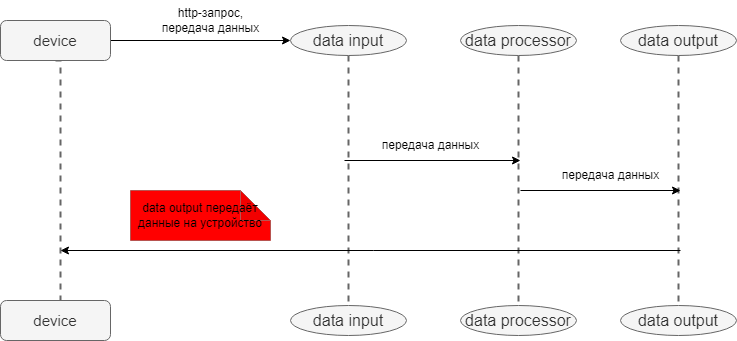 http-запрос,
передача данных
device
data input
data processor
data output
передача данных
передача данных
data output передает
данные на устройство
device
data input
data processor
data output